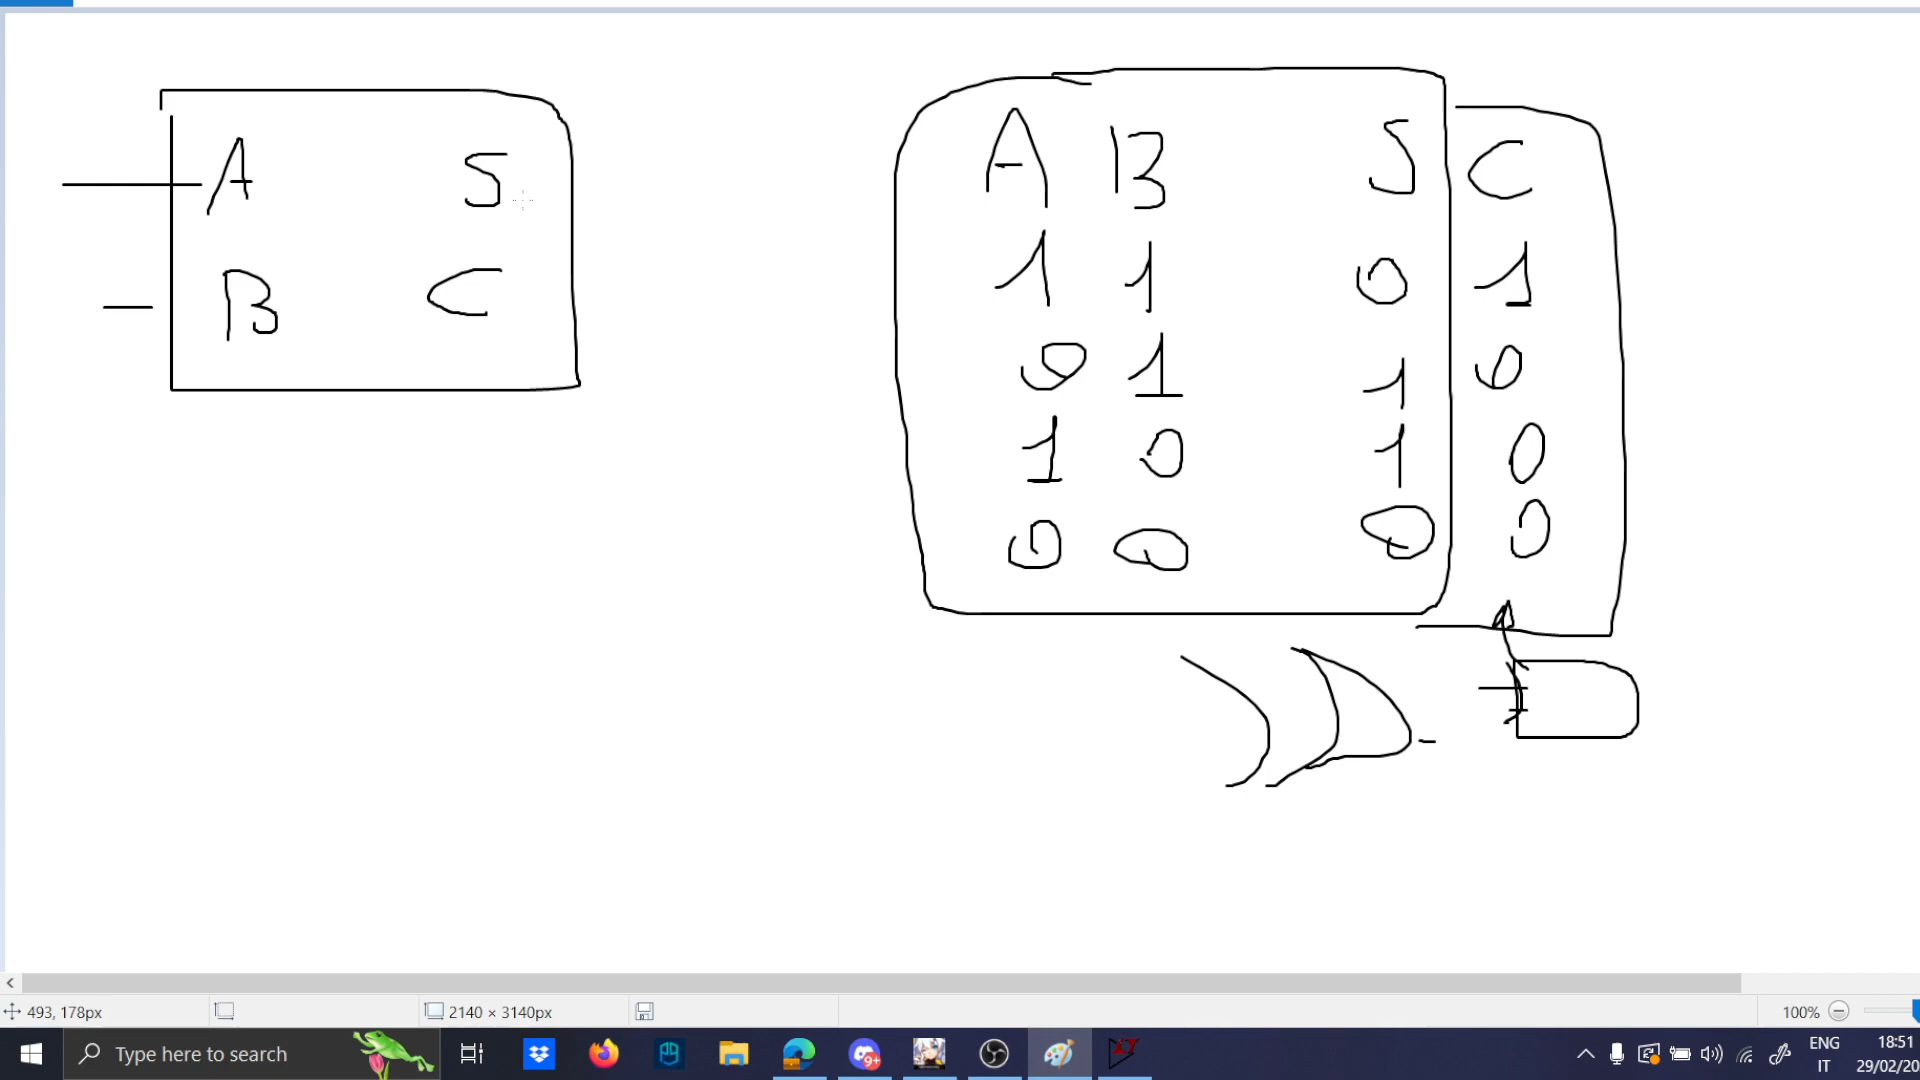 A S
B C
A B S C
1 1 0 1
0 1 1 0
1 0 1 0
0 0 0 0
493, 178px
2140 × 3140px
100%
Type here to search
9+
ENG
IT
18:51
29/02/20